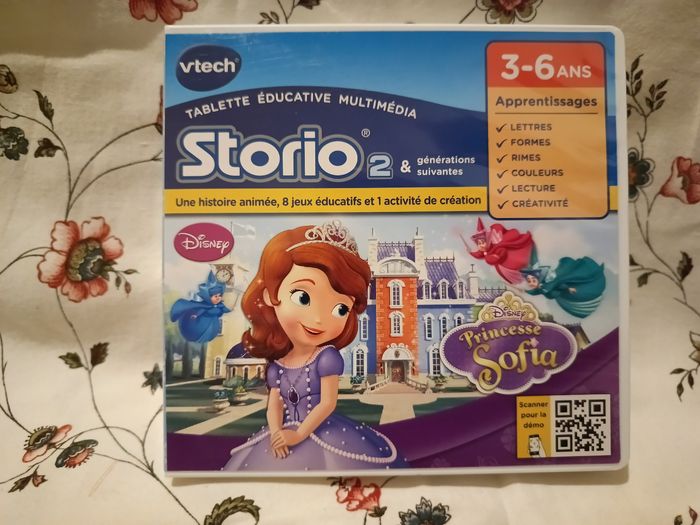 vtech
TABLETTE ÉDUCATIVE MULTIMÉDIA
Storio® 2 & générations
suivantes
Une histoire animée, 8 jeux éducatifs et 1 activité de création
3-6 ANS
Apprentissages
✓ LETTRES
✓ FORMES
✓ RIMES
✓ COULEURS
✓ LECTURE
✓ CRÉATIVITÉ
Disney
Disney
Princesse
Sofia
Scanner
pour la
démo